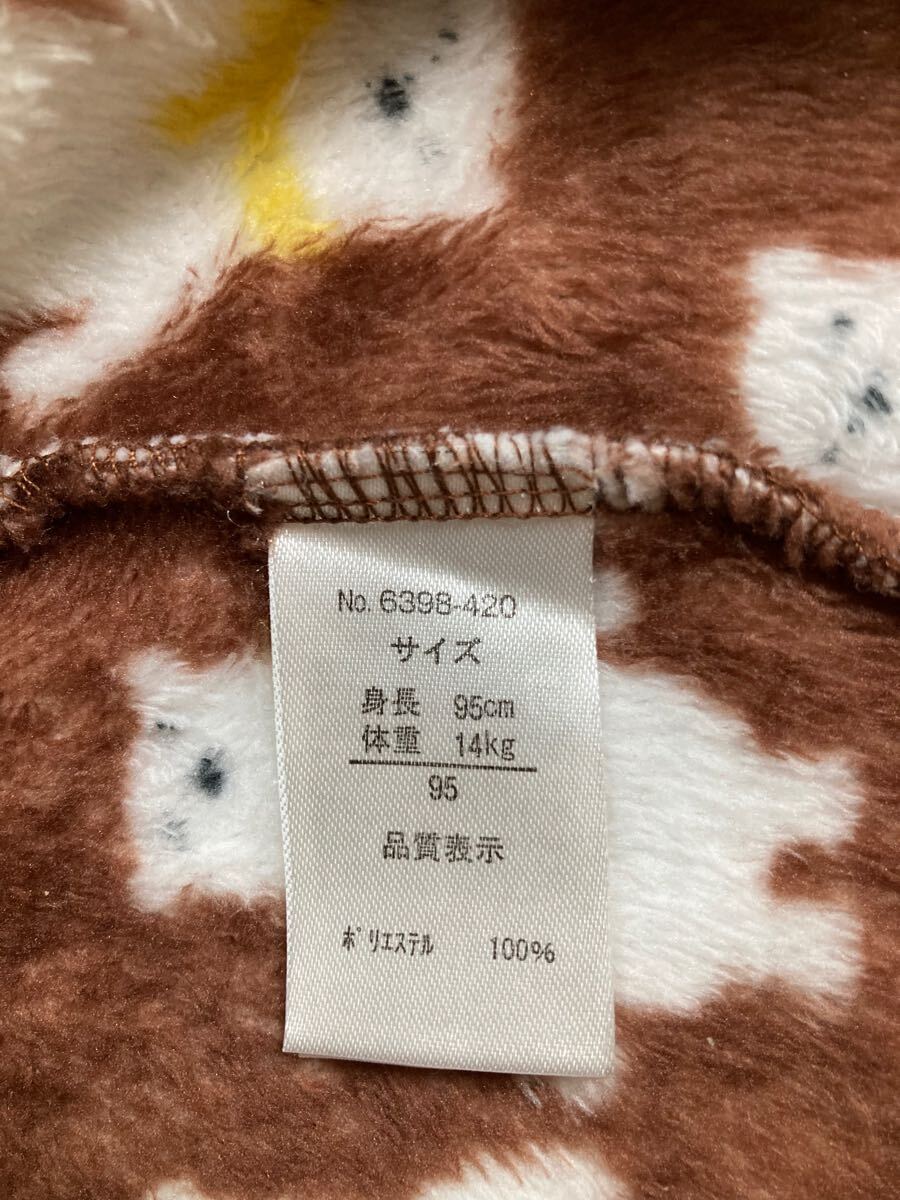 No. 6398-420
サイズ
身長 95cm
体重 14kg
95
品質表示
ポリエステル 100%